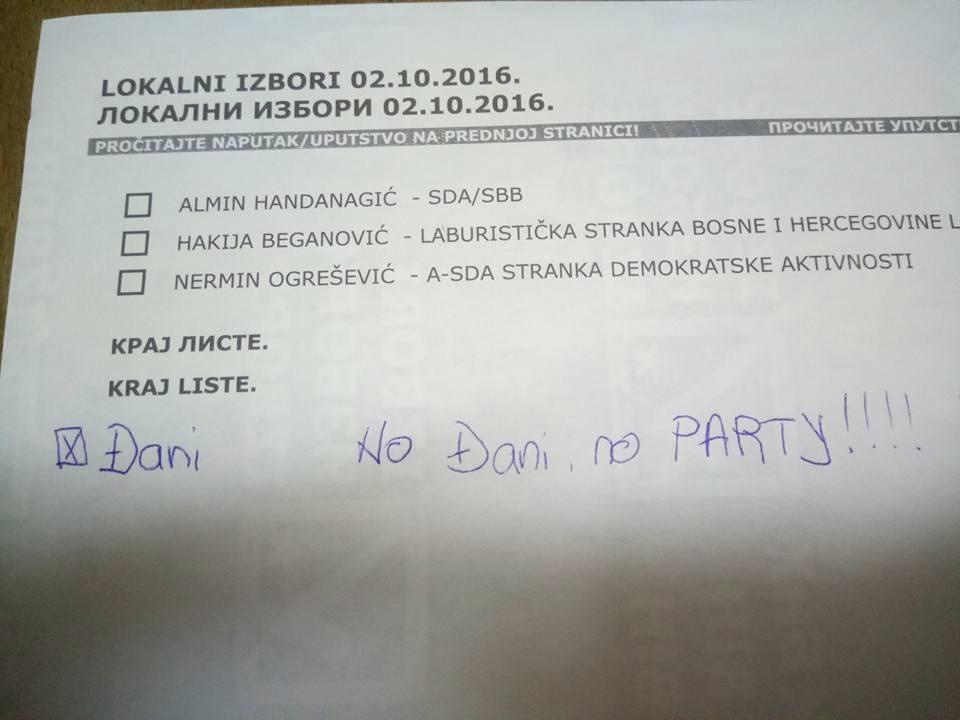 LOKALNI IZBORI 02.10.2016.
ЛОКАЛНИ ИЗБОРИ 02.10.2016.
PROČITAJTE NAPUTAK/UPUTSTVO NA PREDNJOJ STRANICI! ПРОЧИТАЈТЕ УПУТСТ
ALMIN HANDANAGIĆ - SDA/SBB
HAKIJA BEGANOVIĆ - LABURISTIČKA STRANKA BOSNE I HERCEGOVINE L
NERMIN OGREŠEVIĆ - A-SDA STRANKA DEMOKRATSKE AKTIVNOSTI
КРАЈ ЛИСТЕ.
KRAJ LISTE.
X Đani No Đani, no PARTY!!!!